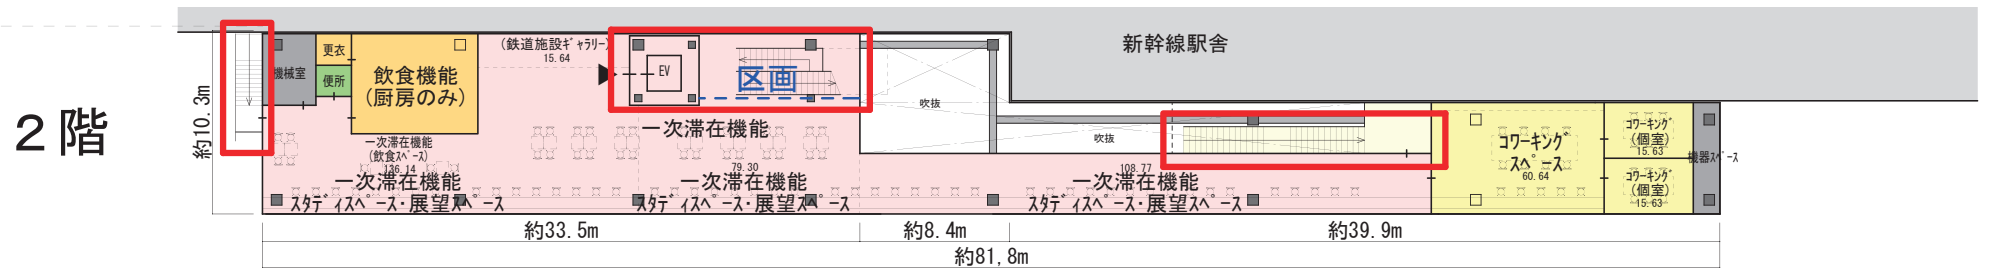 新幹線駅舎
(鉄道施設ｷﾞｬﾗﾘｰ)
15.64
更衣
機械室
便所
飲食機能
(厨房のみ)
EV
区画
吹抜
吹抜
２階
約10.3m
一次滞在機能
一次滞在機能
(飲食ｽﾍﾟｰｽ)
136.14
79.30
108.77
一次滞在機能
ｽﾀﾃﾞｨｽﾍﾟｰｽ・展望ｽﾍﾟｰｽ
一次滞在機能
ｽﾀﾃﾞｨｽﾍﾟｰｽ・展望ｽﾍﾟｰｽ
一次滞在機能
ｽﾀﾃﾞｨｽﾍﾟｰｽ・展望ｽﾍﾟｰｽ
ｺﾜｰｷﾝｸﾞ
ｽﾍﾟｰｽ
60.64
ｺﾜｰｷﾝｸﾞ
(個室)
15.63
ｺﾜｰｷﾝｸﾞ
(個室)
15.63
機器ｽﾍﾟｰｽ
約33.5m
約8.4m
約39.9m
約81,8m